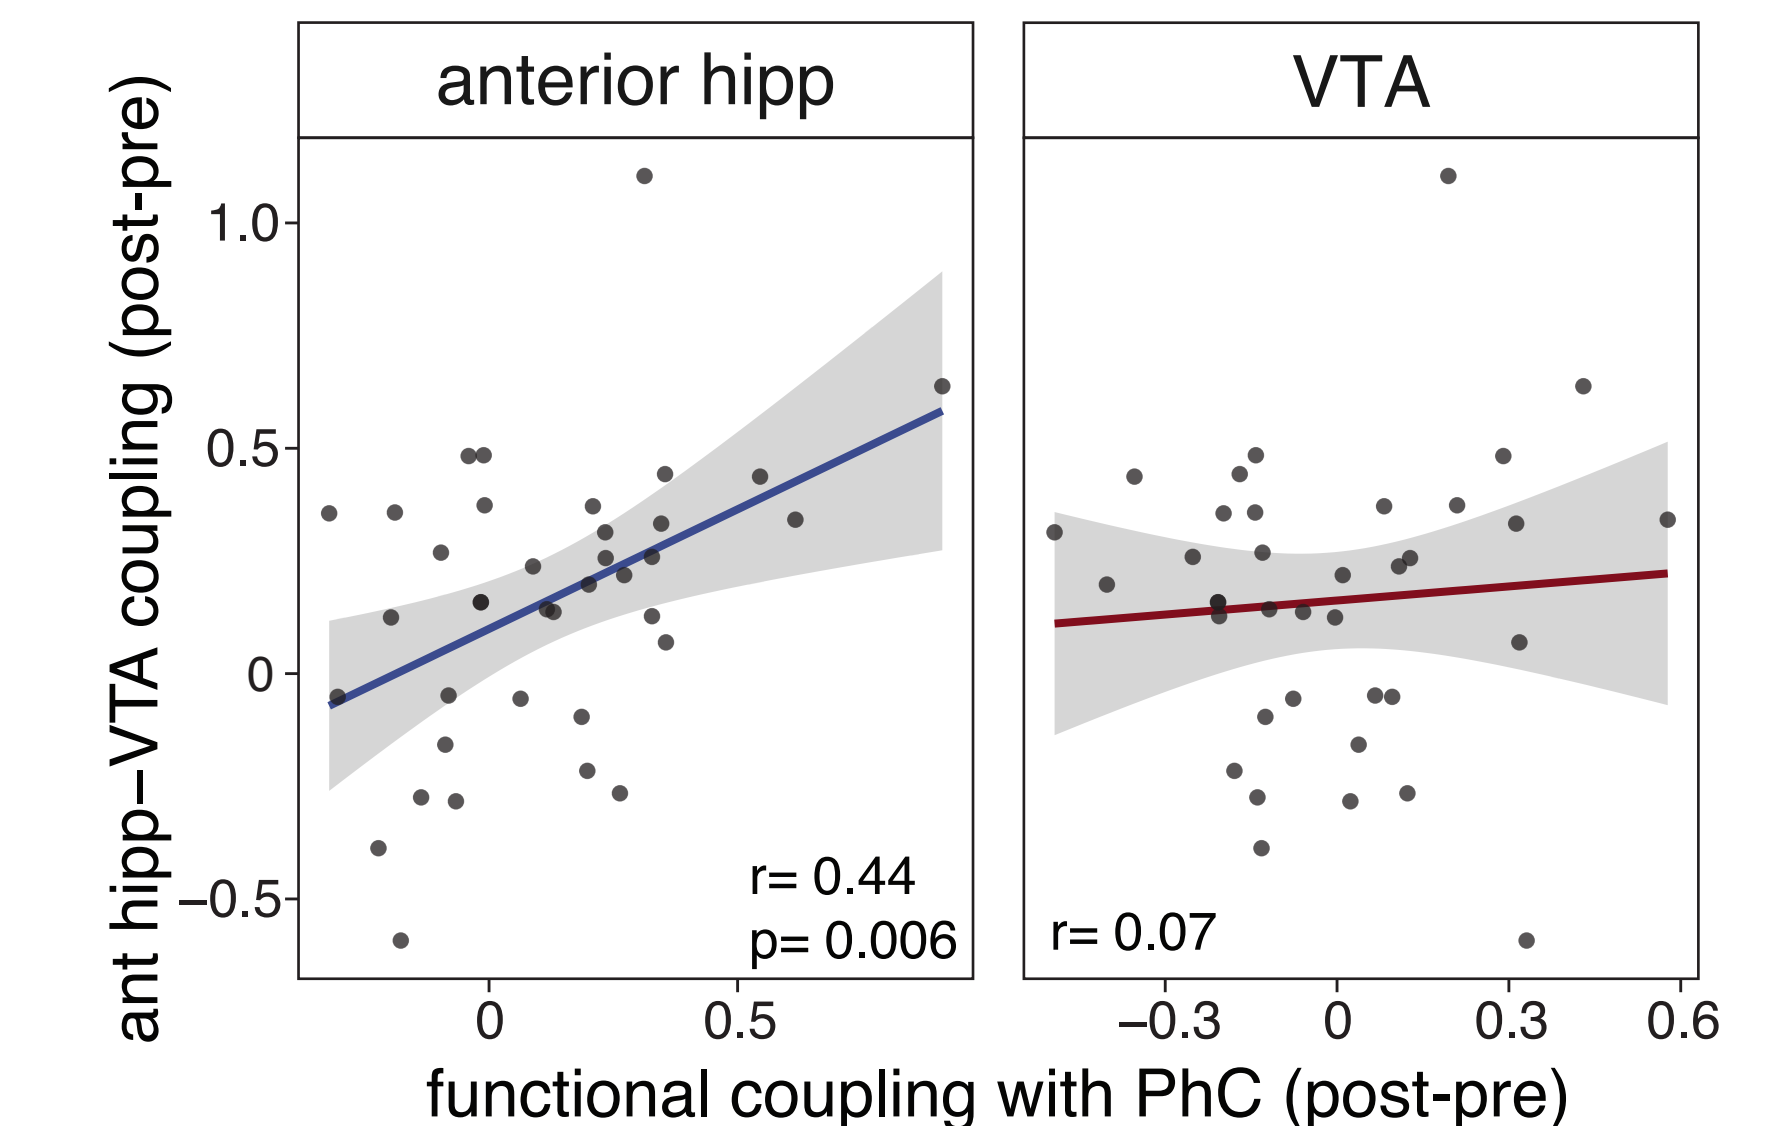 anterior hipp
VTA
ant hipp–VTA coupling (post-pre)
1.0
0.5
0
−0.5
r= 0.44
p= 0.006
r= 0.07
0 0.5
−0.3 0 0.3 0.6
functional coupling with PhC (post-pre)